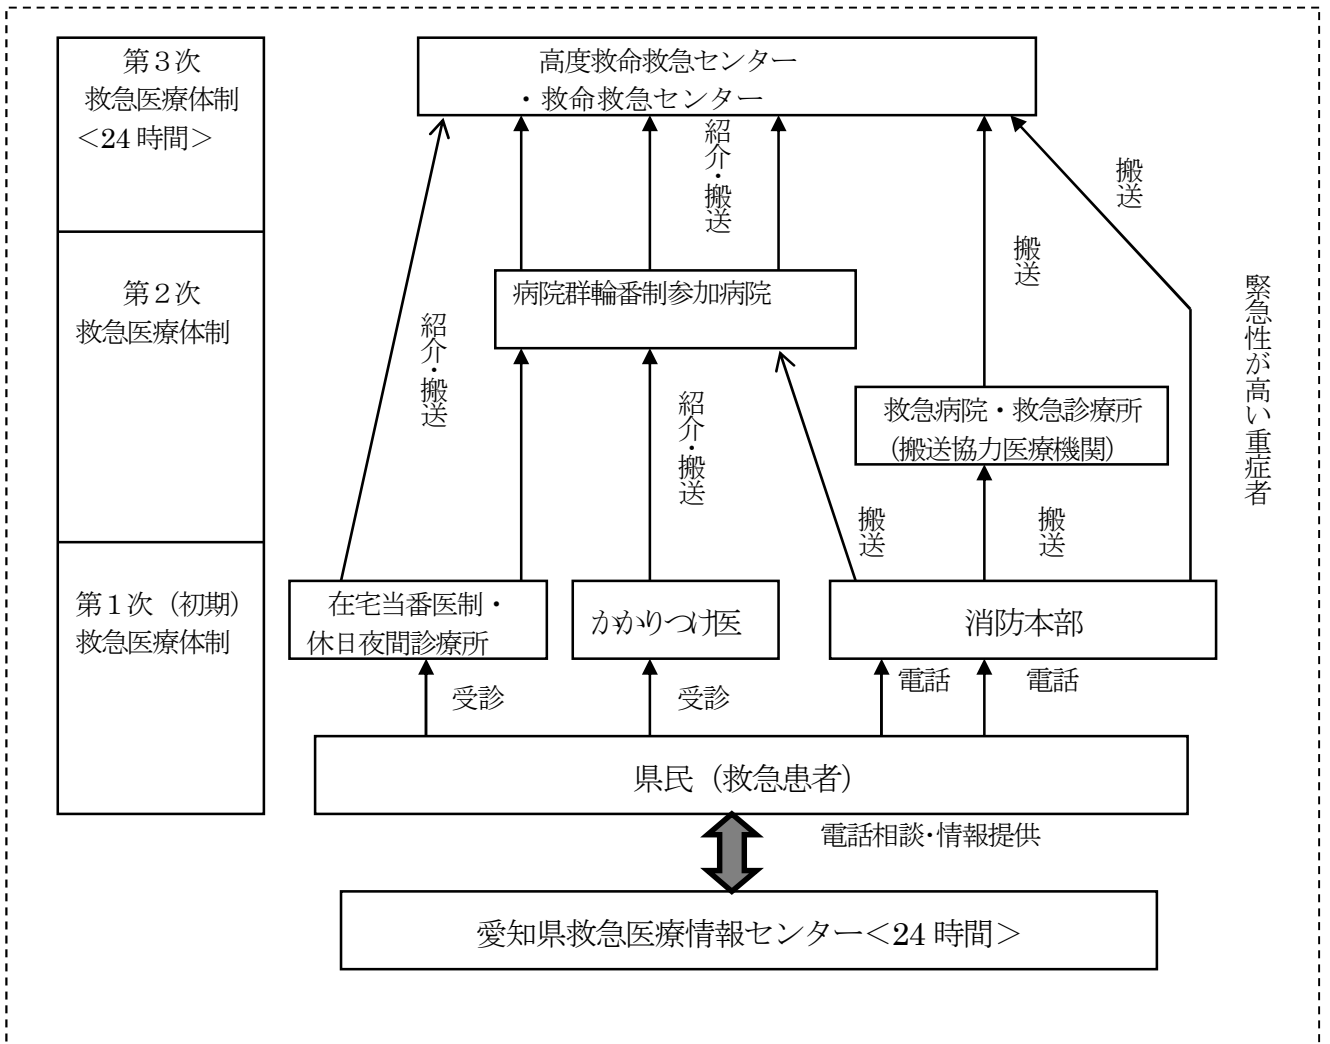 第３次
救急医療体制
＜24 時間＞
高度救命救急センター
・救命救急センター
紹介・搬送
搬送
搬送
第２次
救急医療体制
病院群輪番制参加病院
紹介・搬送
紹介・搬送
緊急性が高い重症者
救急病院・救急診療所
（搬送協力医療機関）
搬送
搬送
第１次（初期）
救急医療体制
在宅当番医制・
休日夜間診療所
かかりつけ医
消防本部
受診
受診
電話
電話
県民（救急患者）
電話相談・情報提供
愛知県救急医療情報センター＜24 時間＞